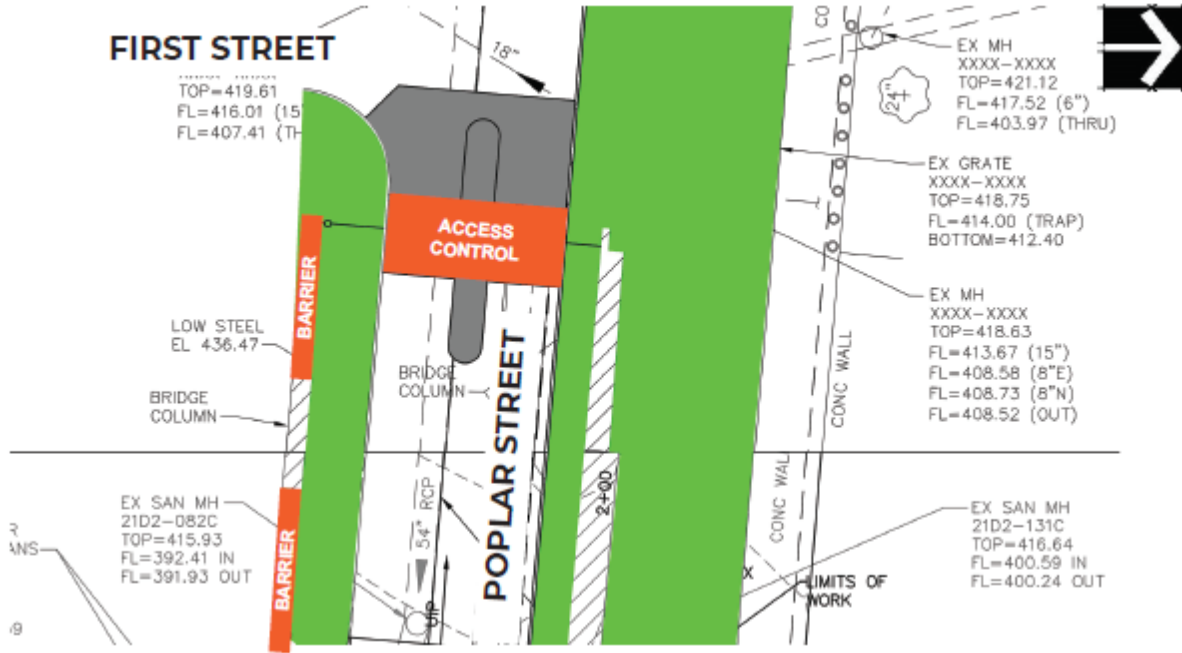 FIRST STREET
TOP=419.61
FL=416.01 (15
FL=407.41 (TH
18"
CO
24"
EX MH
XXXX-XXXX
TOP=421.12
FL=417.52 (6")
FL=403.97 (THRU)
EX GRATE
XXXX-XXXX
TOP=418.75
FL=414.00 (TRAP)
BOTTOM=412.40
ACCESS
CONTROL
BARRIER
LOW STEEL
EL 436.47
BRIDGE
COLUMN
BRIDGE
COLUMN
POPLAR STREET
EX MH
XXXX-XXXX
TOP=418.63
FL=413.67 (15")
FL=408.58 (8"E)
FL=408.73 (8"N)
FL=408.52 (OUT)
CONC WALL
CONC WAL
2+00
54" RCP
EX SAN MH
21D2-082C
TOP=415.93
FL=392.41 IN
FL=391.93 OUT
R
ANS
BARRIER
UIP
X
LIMITS OF
WORK
EX SAN MH
21D2-131C
TOP=416.64
FL=400.59 IN
FL=400.24 OUT
9